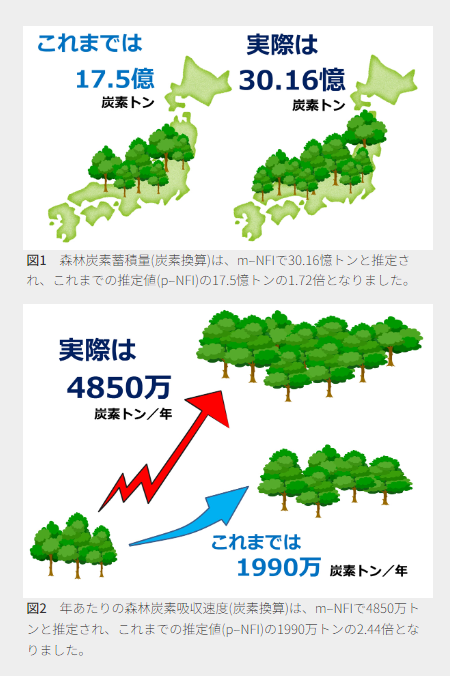 これまでは
17.5億
炭素トン
実際は
30.16億
炭素トン
図1　森林炭素蓄積量(炭素換算)は、m–NFIで30.16億トンと推定さ
れ、これまでの推定値(p–NFI)の17.5憶トンの1.72倍となりました。
実際は
4850万
炭素トン／年
これまでは
1990万 炭素トン／年
図2　年あたりの森林炭素吸収速度(炭素換算)は、m–NFIで4850万ト
ンと推定され、これまでの推定値(p–NFI)の1990万トンの2.44倍とな
りました。